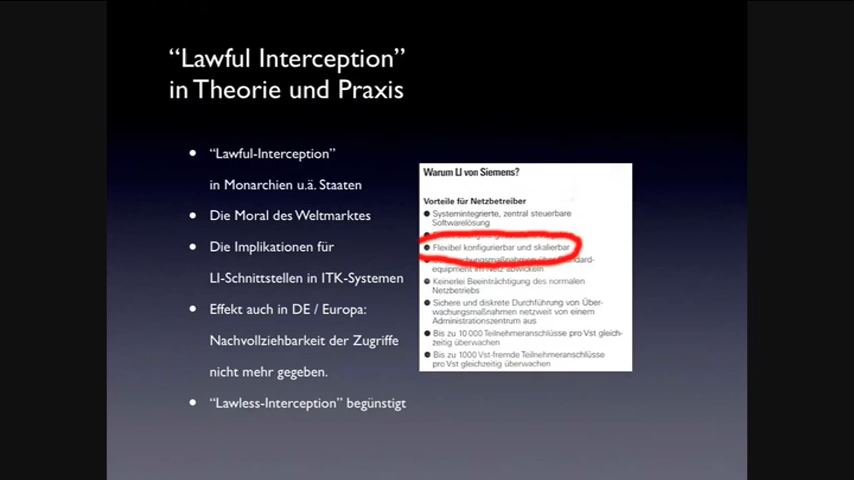 “Lawful Interception”
in Theorie und Praxis
“Lawful-Interception”
in Monarchien u.ä. Staaten
Die Moral des Weltmarktes
Die Implikationen für
LI-Schnittstellen in ITK-Systemen
Effekt auch in DE / Europa:
Nachvollziehbarkeit der Zugriffe
nicht mehr gegeben.
“Lawless-Interception” begünstigt
Warum LI von Siemens?
Vorteile für Netzbetreiber
Systemintegrierte, zentral steuerbare
Softwarelösung
Flexibel konfigurierbar und skalierbar
equipment im Netz abwickeln
Keinerlei Beeinträchtigung des normalen
Netzbetriebs
Sichere und diskrete Durchführung von Über-
wachungsmaßnahmen netzweit von einem
Administrationszentrum aus
Bis zu 10 000 Teilnehmeranschlüsse pro Vst gleich-
zeitig überwachen
Bis zu 1000 Vst-fremde Teilnehmeranschlüsse
pro Vst gleichzeitig überwachen